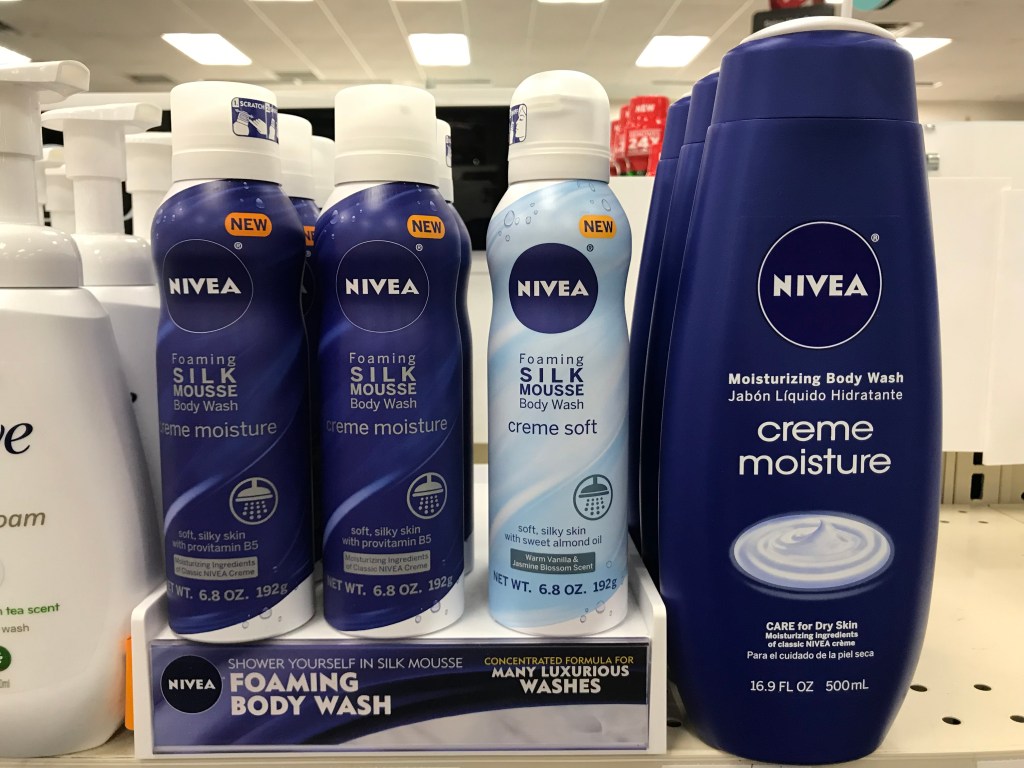 1 SCRATCH 2
NEW
NIVEA®
Foaming
SILK
MOUSSE
Body Wash
reme moisture
soft, silky skin
with provitamin B5
Moisturizing Ingredients
of Classic NIVEA Creme
NET WT. 6.8 OZ. 192g
NEW
NIVEA®
Foaming
SILK
MOUSSE
Body Wash
creme moisture
soft, silky skin
with provitamin B5
Moisturizing Ingredients
of Classic NIVEA Creme
NET WT. 6.8 OZ. 192g
NEW
NIVEA
Foaming
SILK
MOUSSE
Body Wash
creme soft
soft, silky skin
with sweet almond oil
Warm Vanilla &
Jasmine Blossom Scent
NET WT. 6.8 OZ. 192g
NIVEA®
Moisturizing Body Wash
Jabón Líquido Hidratante
creme
moisture
CARE for Dry Skin
Moisturizing ingredients
of classic NIVEA crème
Para el cuidado de la piel seca
16.9 FL OZ 500mL
NIVEA
SHOWER YOURSELF IN SILK MOUSSE
FOAMING
BODY WASH
CONCENTRATED FORMULA FOR
MANY LUXURIOUS
WASHES
ve
oam
tea scent
wash
NEW
24X